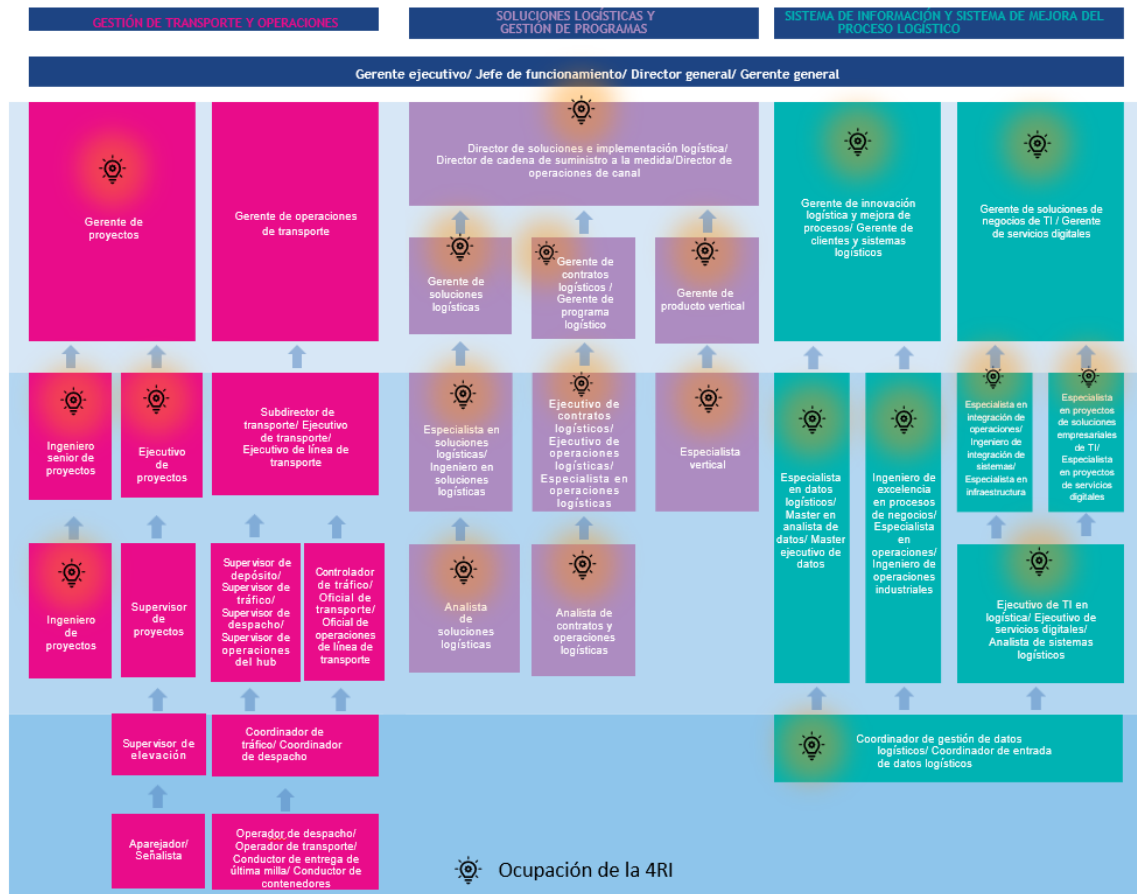 GESTIÓN DE TRANSPORTE Y OPERACIONES
SOLUCIONES LOGÍSTICAS Y
GESTIÓN DE PROGRAMAS
SISTEMA DE INFORMACIÓN Y SISTEMA DE MEJORA DEL
PROCESO LOGÍSTICO
Gerente ejecutivo/ Jefe de funcionamiento/ Director general/ Gerente general
Gerente de
proyectos
Gerente de operaciones
de transporte
Director de soluciones e implementación logística/
Director de cadena de suministro a la medida/Director de
operaciones de canal
Gerente de innovación
logística y mejora de
procesos/ Gerente de
clientes y sistemas
logísticos
Gerente de soluciones de
negocios de TI / Gerente
de servicios digitales
Gerente de
soluciones
logísticas
Gerente de
contratos
logísticos /
Gerente de
programa
logístico
Gerente de
producto vertical
Ingeniero
senior de
proyectos
Ejecutivo
de
proyectos
Subdirector de
transporte/ Ejecutivo
de transporte/
Ejecutivo de línea de
transporte
Especialista en
soluciones
logísticas/
Ingeniero en
soluciones
logísticas
Ejecutivo de
contratos
logísticos/
Ejecutivo de
operaciones
logísticas/
Especialista en
operaciones
logísticas
Especialista
vertical
Especialista
en datos
logísticos/
Master en
analista de
datos/ Master
ejecutivo de
datos
Ingeniero de
excelencia
en procesos
de negocios/
Especialista
en
operaciones/
Ingeniero de
operaciones
industriales
Especialista en
integración de
operaciones/
Ingeniero de
integración de
sistemas/
Especialista en
infraestructura
Especialista
en proyectos
de soluciones
empresariales
de TI/
Especialista
en proyectos
de servicios
digitales
Ingeniero
de
proyectos
Supervisor
de
proyectos
Supervisor de
depósito/
Supervisor de
tráfico/
Supervisor de
despacho/
Supervisor de
operaciones
del hub
Controlador
de tráfico/
Oficial de
transporte/
Oficial de
operaciones
de línea de
transporte
Analista
de
soluciones
logísticas
Analista de
contratos y
operaciones
logísticas
Ejecutivo de TI en
logística/ Ejecutivo de
servicios digitales/
Analista de sistemas
logísticos
Supervisor de
elevación
Coordinador de
tráfico/ Coordinador
de despacho
Coordinador de gestión de datos
logísticos/ Coordinador de entrada
de datos logísticos
Aparejador/
Señalista
Operador de despacho/
Operador de transporte/
Conductor de entrega de
última milla/ Conductor de
contenedores
Ocupación de la 4RI